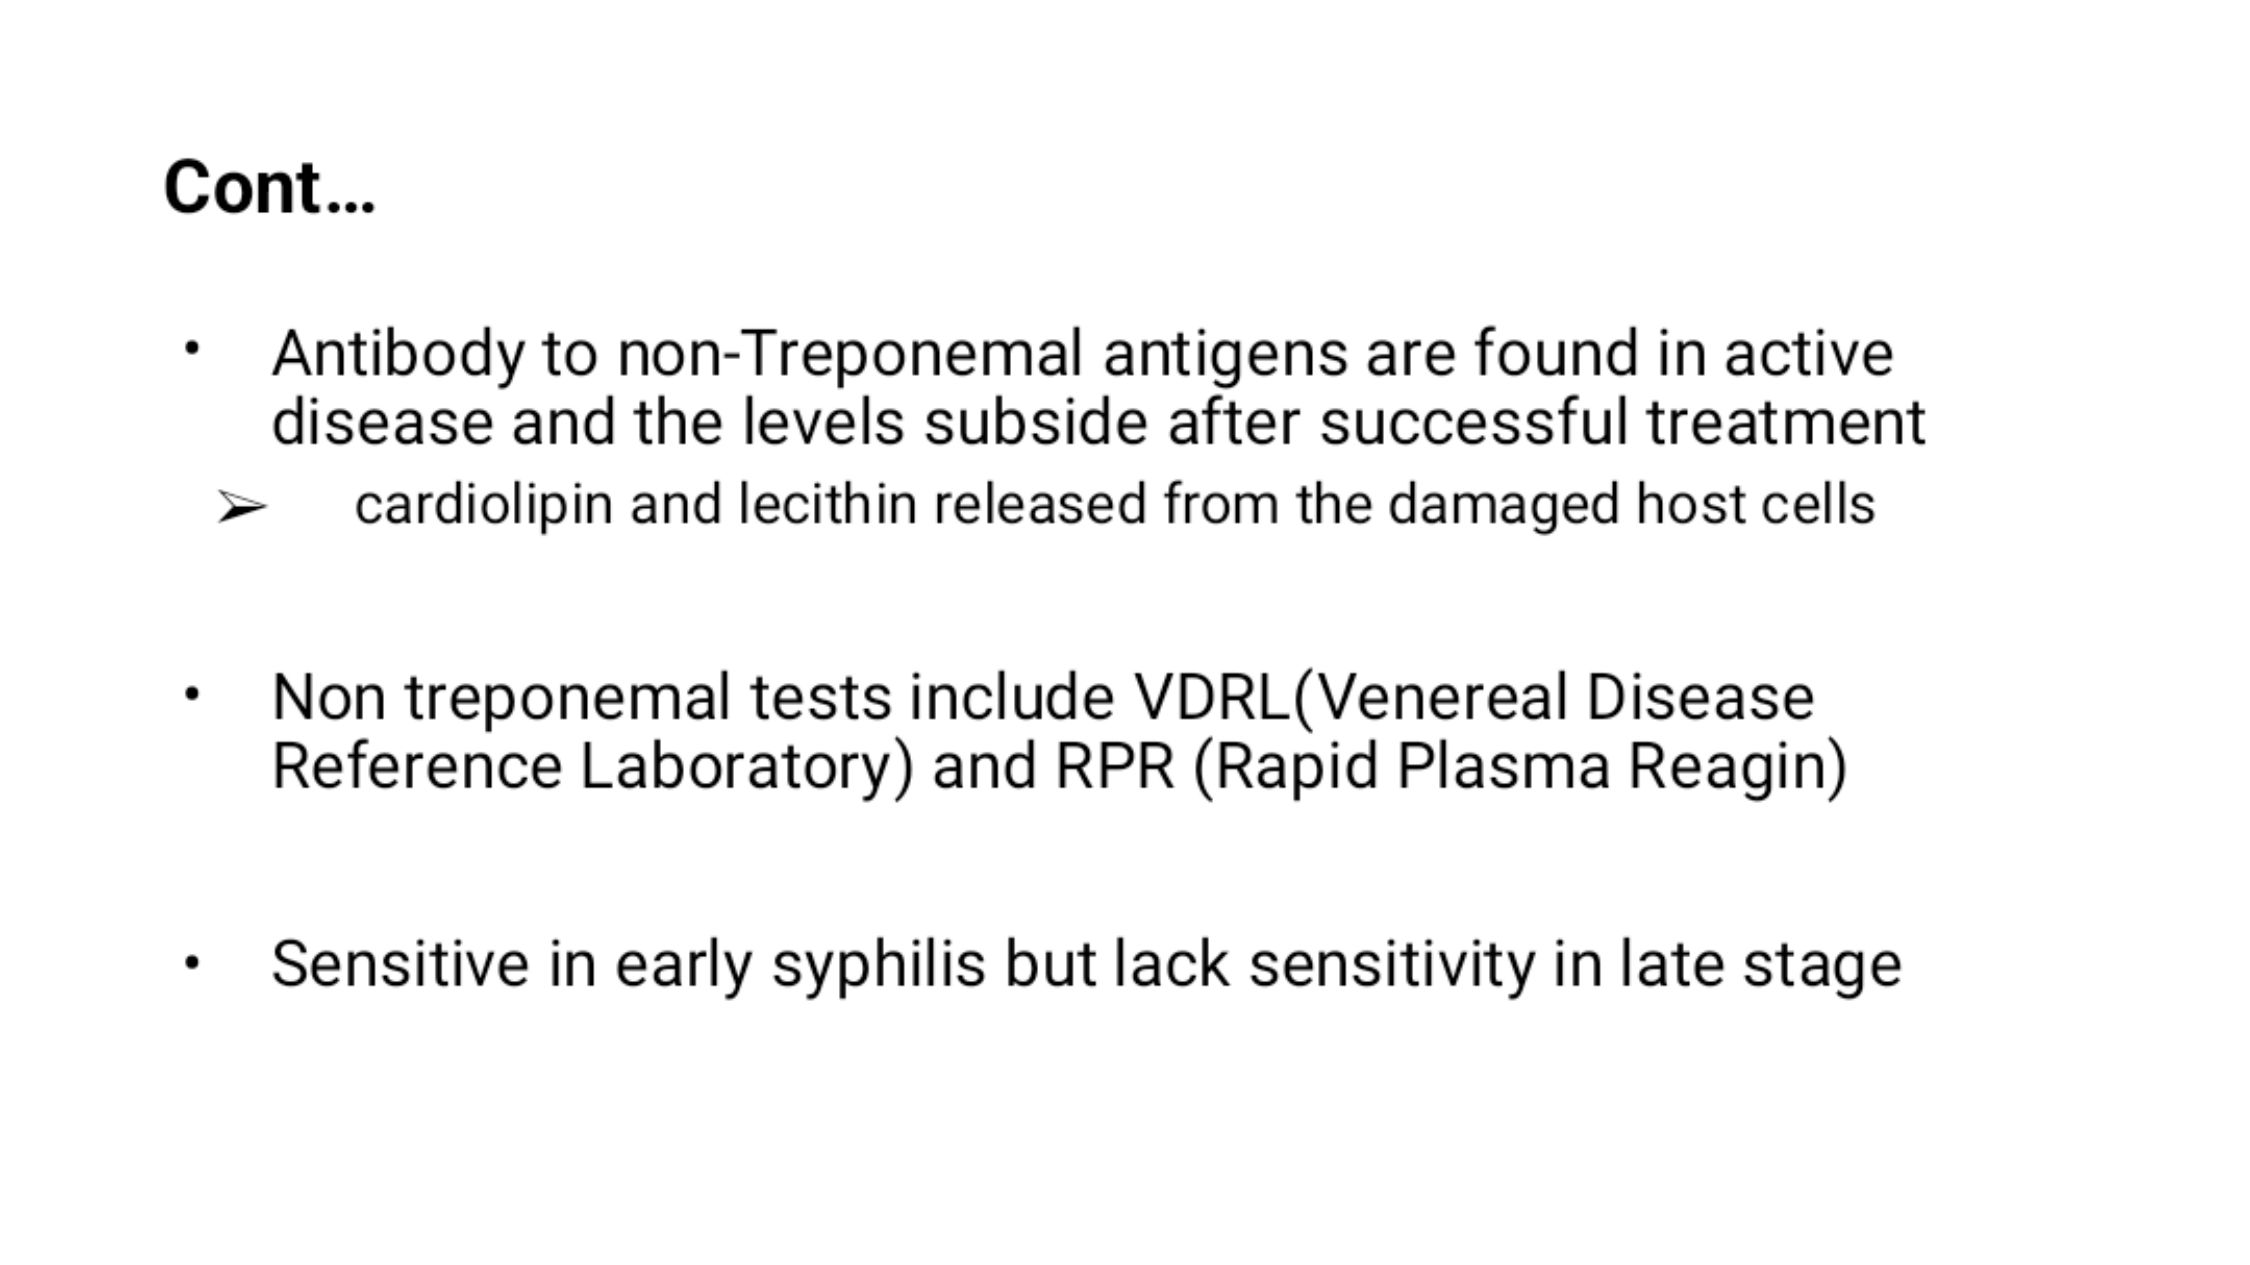 Cont…
• Antibody to non-Treponemal antigens are found in active
disease and the levels subside after successful treatment
➢ cardiolipin and lecithin released from the damaged host cells
• Non treponemal tests include VDRL(Venereal Disease
Reference Laboratory) and RPR (Rapid Plasma Reagin)
• Sensitive in early syphilis but lack sensitivity in late stage